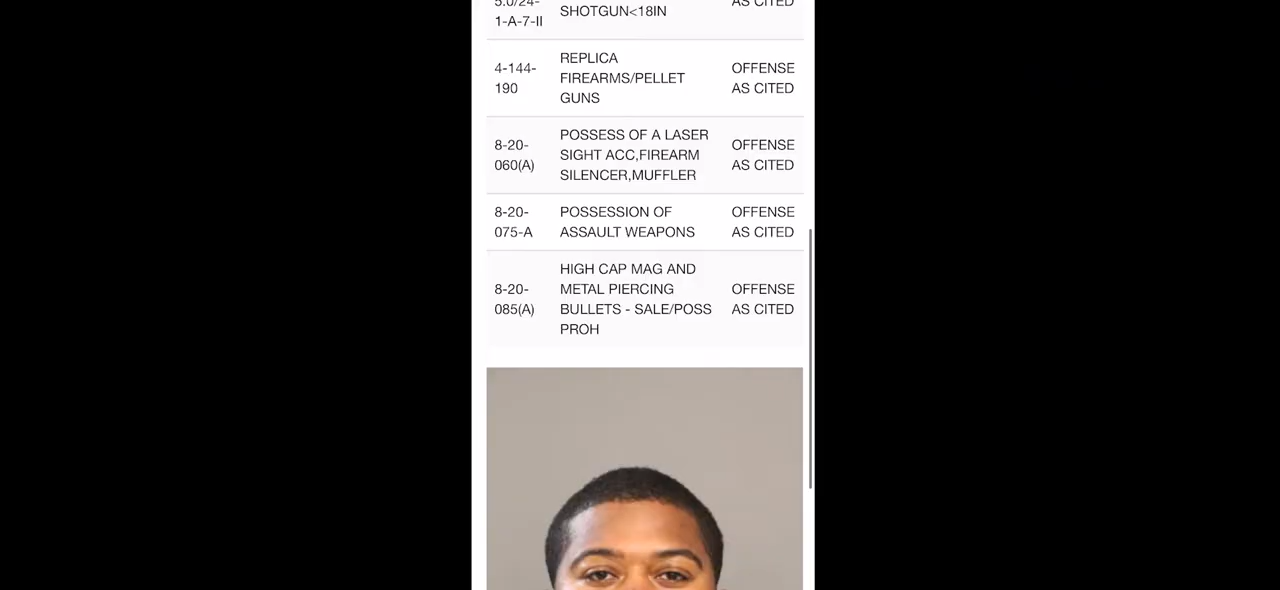 5.0/24-
1-A-7-II
SHOTGUN<18IN
AS CITED
4-144-
190
REPLICA
FIREARMS/PELLET
GUNS
OFFENSE
AS CITED
8-20-
060(A)
POSSESS OF A LASER
SIGHT ACC,FIREARM
SILENCER,MUFFLER
OFFENSE
AS CITED
8-20-
075-A
POSSESSION OF
ASSAULT WEAPONS
OFFENSE
AS CITED
8-20-
085(A)
HIGH CAP MAG AND
METAL PIERCING
BULLETS - SALE/POSS
PROH
OFFENSE
AS CITED